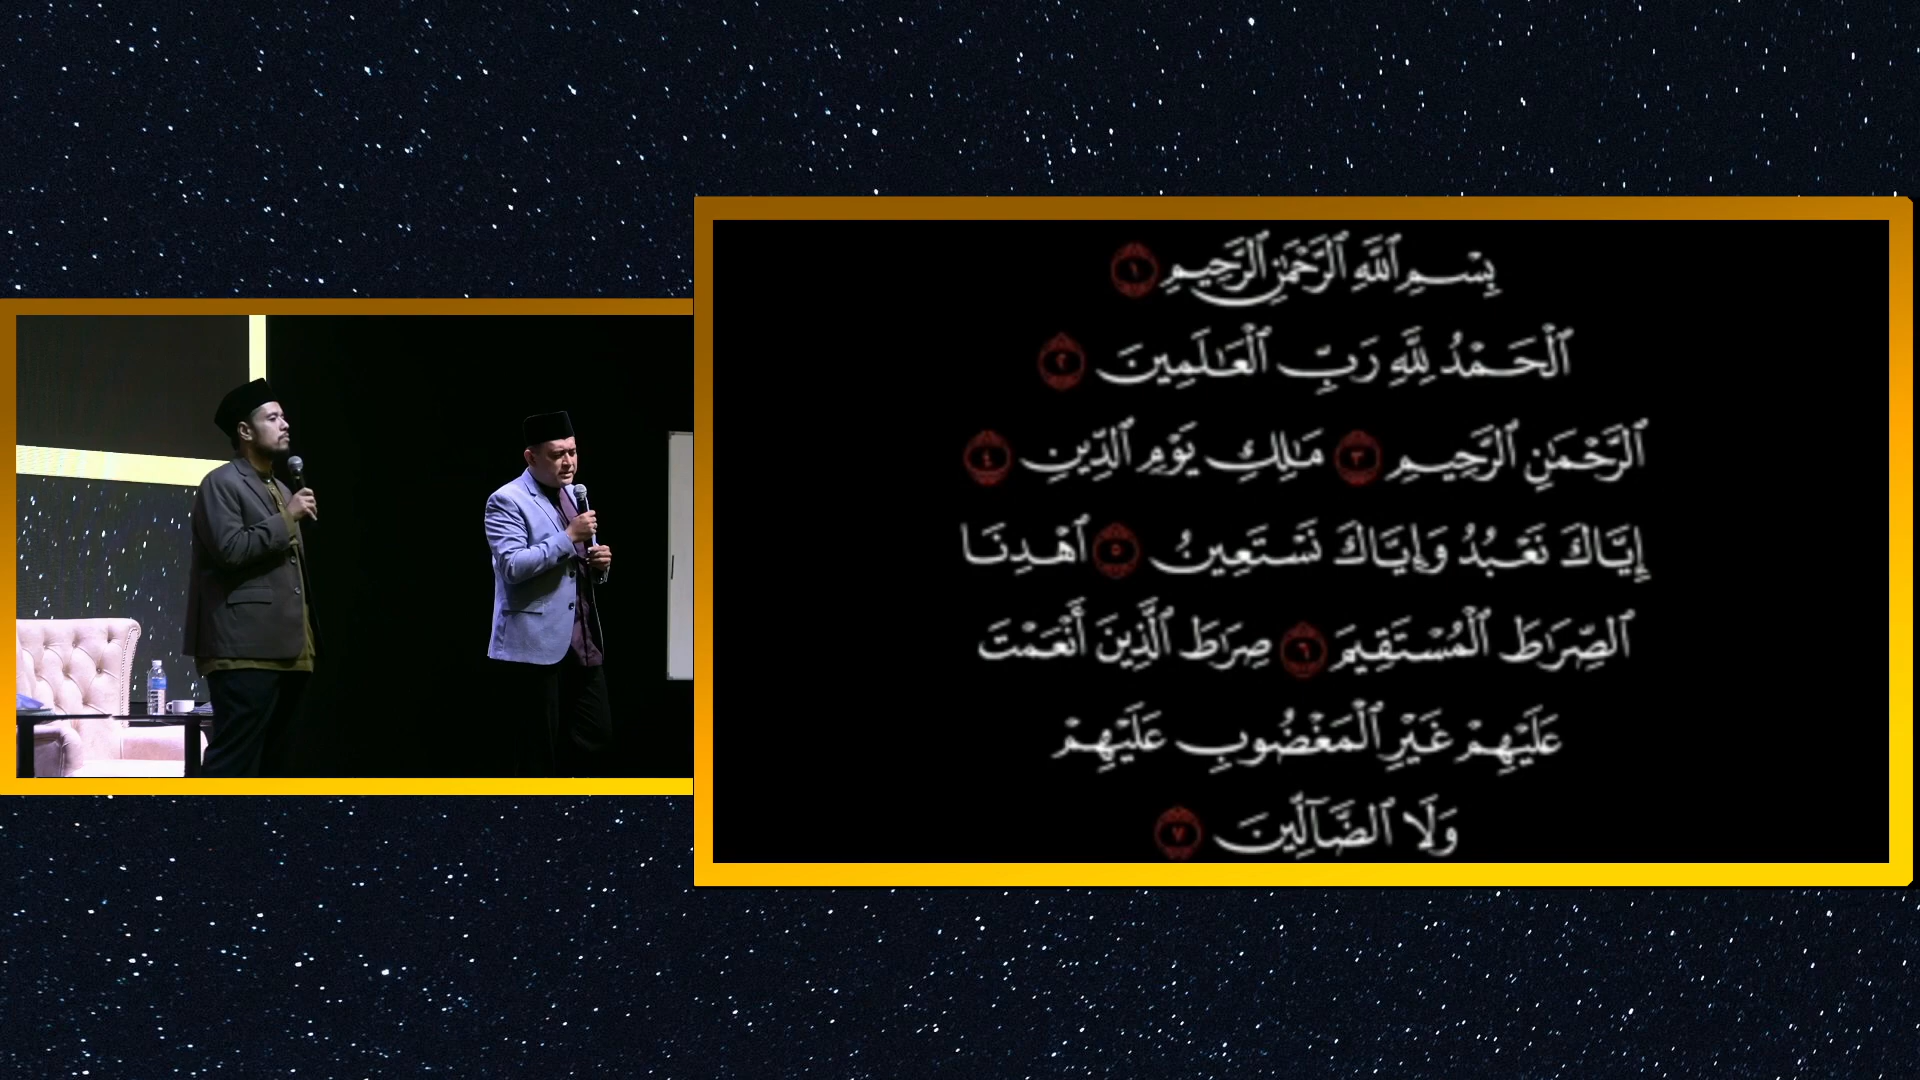 بِسْمِ ٱللَّهِ ٱلرَّحْمَٰنِ ٱلرَّحِيمِ ١
ٱلْحَمْدُ لِلَّهِ رَبِّ ٱلْعَٰلَمِينَ ٢
ٱلرَّحْمَٰنِ ٱلرَّحِيمِ ٣ مَٰلِكِ يَوْمِ ٱلدِّينِ ٤
إِيَّاكَ نَعْبُدُ وَإِيَّاكَ نَسْتَعِينُ ٥ ٱهْدِنَا
ٱلصِّرَٰطَ ٱلْمُسْتَقِيمَ ٦ صِرَٰطَ ٱلَّذِينَ أَنْعَمْتَ
عَلَيْهِمْ غَيْرِ ٱلْمَغْضُوبِ عَلَيْهِمْ
وَلَا ٱلضَّآلِّينَ ٧